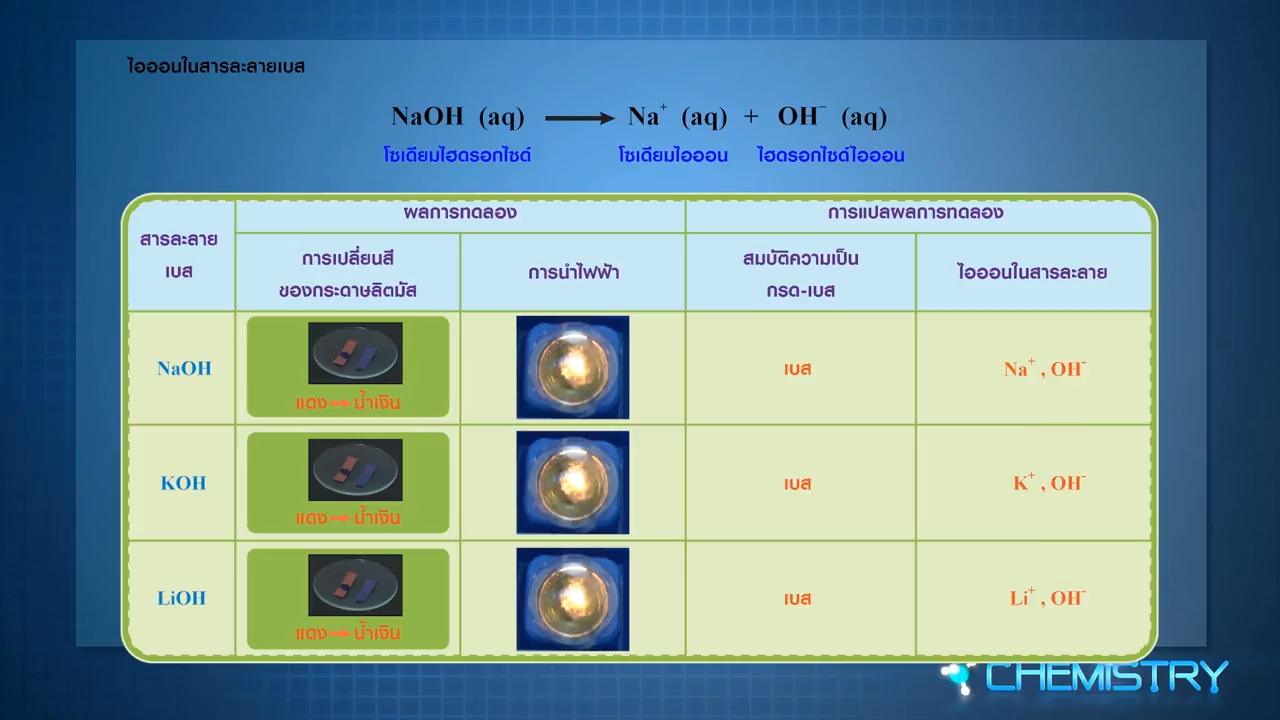 ไอออนในสารละลายเบส
NaOH (aq) ⟶ Na⁺ (aq) + OH⁻ (aq)
โซเดียมไฮดรอกไซด์ โซเดียมไอออน ไฮดรอกไซด์ไอออน
สารละลาย
เบส
ผลการทดลอง
การแปลผลการทดลอง
การเปลี่ยนสี
ของกระดาษลิตมัส
การนำไฟฟ้า
สมบัติความเป็น
กรด-เบส
ไอออนในสารละลาย
NaOH
แดง → น้ำเงิน
เบส
Na⁺ , OH⁻
KOH
แดง → น้ำเงิน
เบส
K⁺ , OH⁻
LiOH
แดง → น้ำเงิน
เบส
Li⁺ , OH⁻
CHEMISTRY